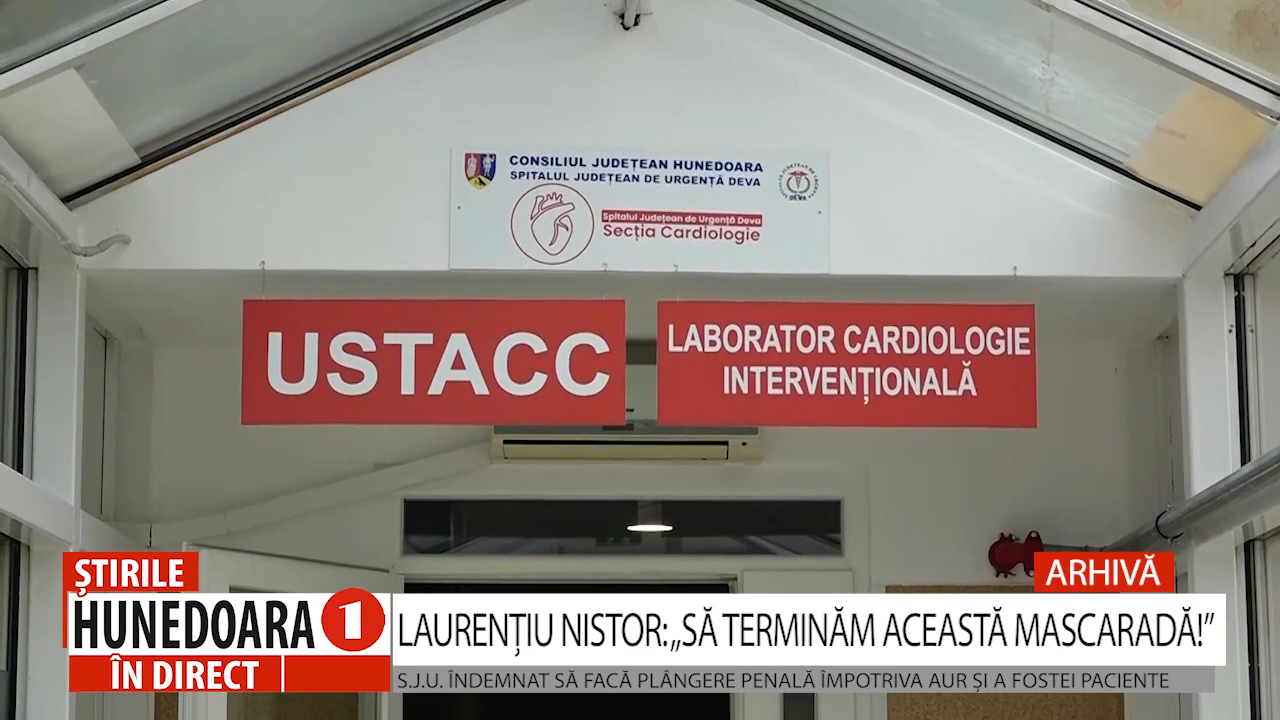 CONSILIUL JUDEȚEAN HUNEDOARA
SPITALUL JUDEȚEAN DE URGENȚĂ DEVA
DEVA
Spitalul Județean de Urgență Deva
Secția Cardiologie
USTACC
LABORATOR CARDIOLOGIE
INTERVENȚIONALĂ
ȘTIRILE
HUNEDOARA 1
ÎN DIRECT
ARHIVĂ
LAURENȚIU NISTOR:„SĂ TERMINĂM ACEASTĂ MASCARADĂ!”
S.J.U. ÎNDEMNAT SĂ FACĂ PLÂNGERE PENALĂ ÎMPOTRIVA AUR ȘI A FOSTEI PACIENTE